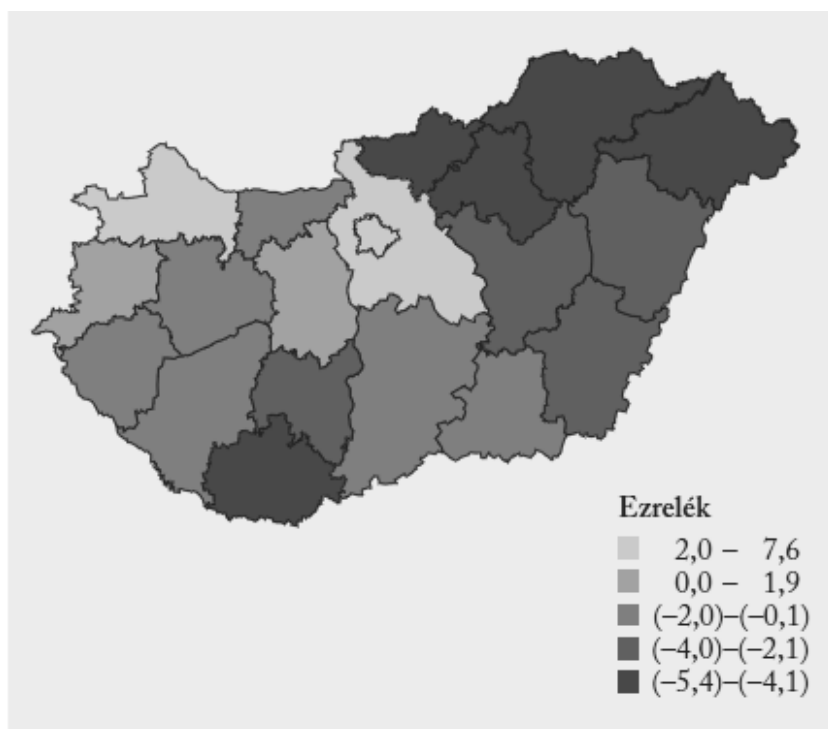 Ezrelék
2,0 – 7,6
0,0 – 1,9
(−2,0)–(−0,1)
(−4,0)–(−2,1)
(−5,4)–(−4,1)